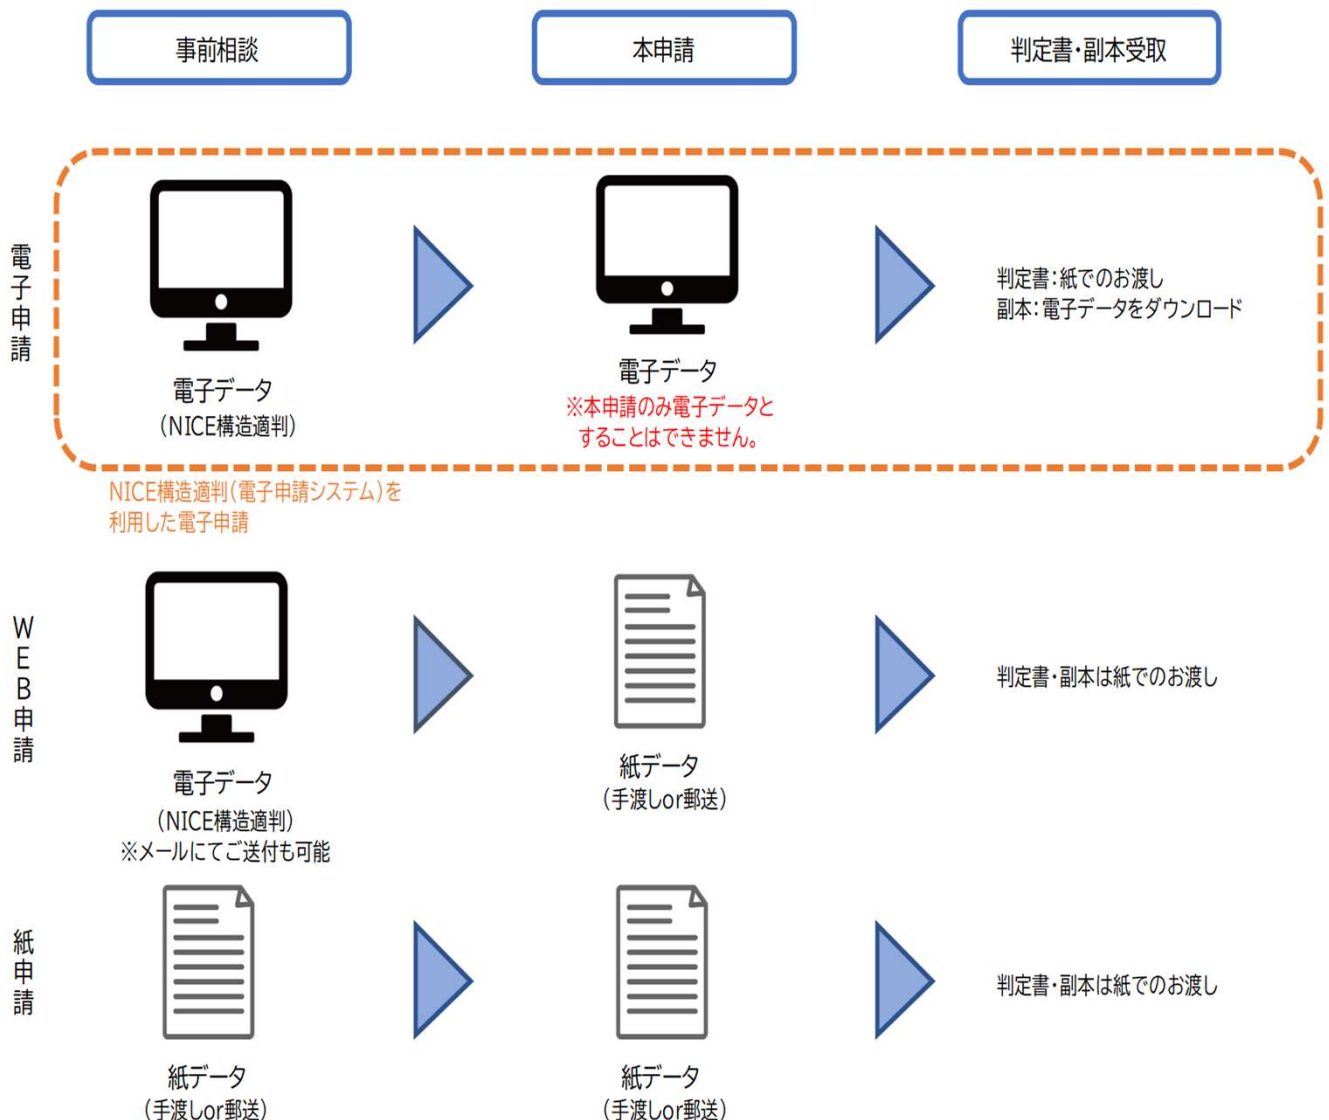 事前相談
本申請
判定書・副本受取
電子申請
電子データ
(NICE構造適判)
電子データ
※本申請のみ電子データと
することはできません。
判定書:紙でのお渡し
副本:電子データをダウンロード
NICE構造適判(電子申請システム)を
利用した電子申請
WEB申請
電子データ
(NICE構造適判)
※メールにてご送付も可能
紙データ
(手渡しor郵送)
判定書・副本は紙でのお渡し
紙申請
紙データ
(手渡しor郵送)
紙データ
(手渡しor郵送)
判定書・副本は紙でのお渡し